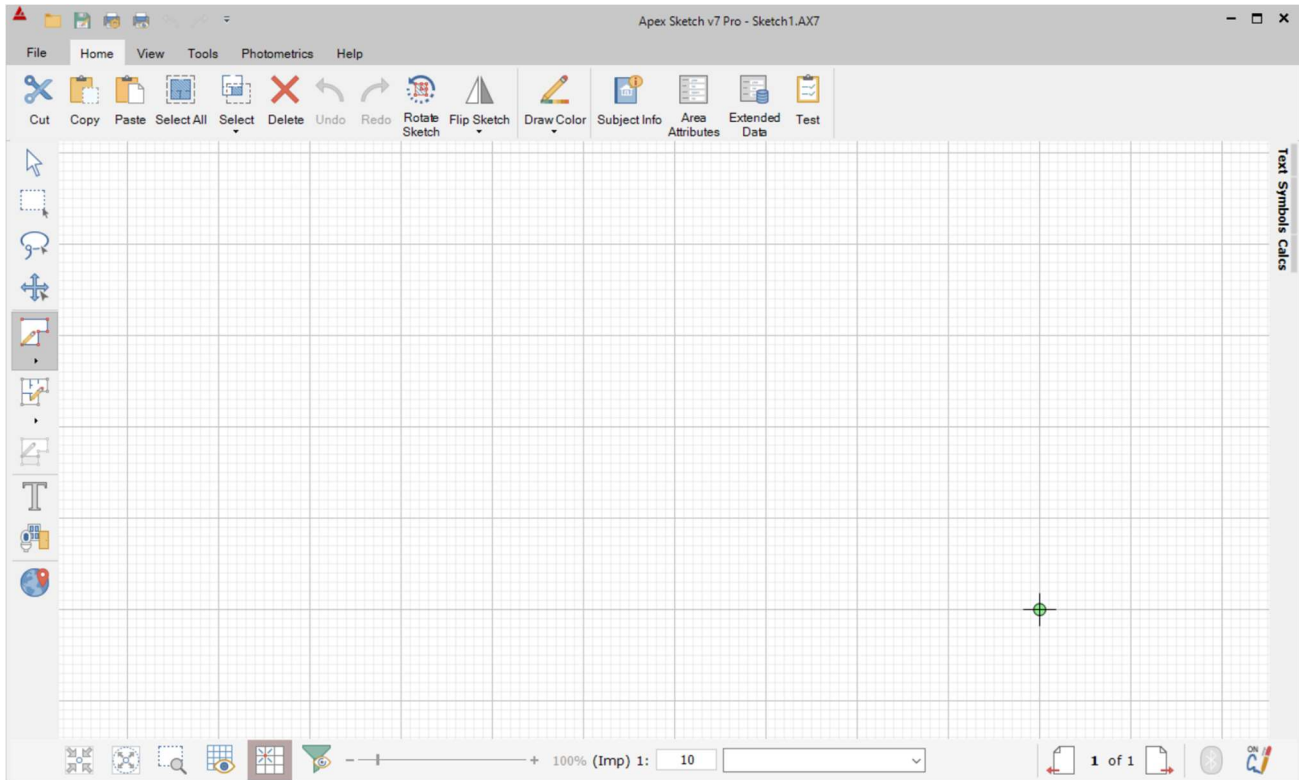 Apex Sketch v7 Pro - Sketch1.AX7
File Home View Tools Photometrics Help
Cut Copy Paste Select All Select Delete Undo Redo Rotate Sketch Flip Sketch Draw Color Subject Info Area Attributes Extended Data Test
Text Symbols Calcs
T
100% (Imp) 1: 10
1 of 1
ON